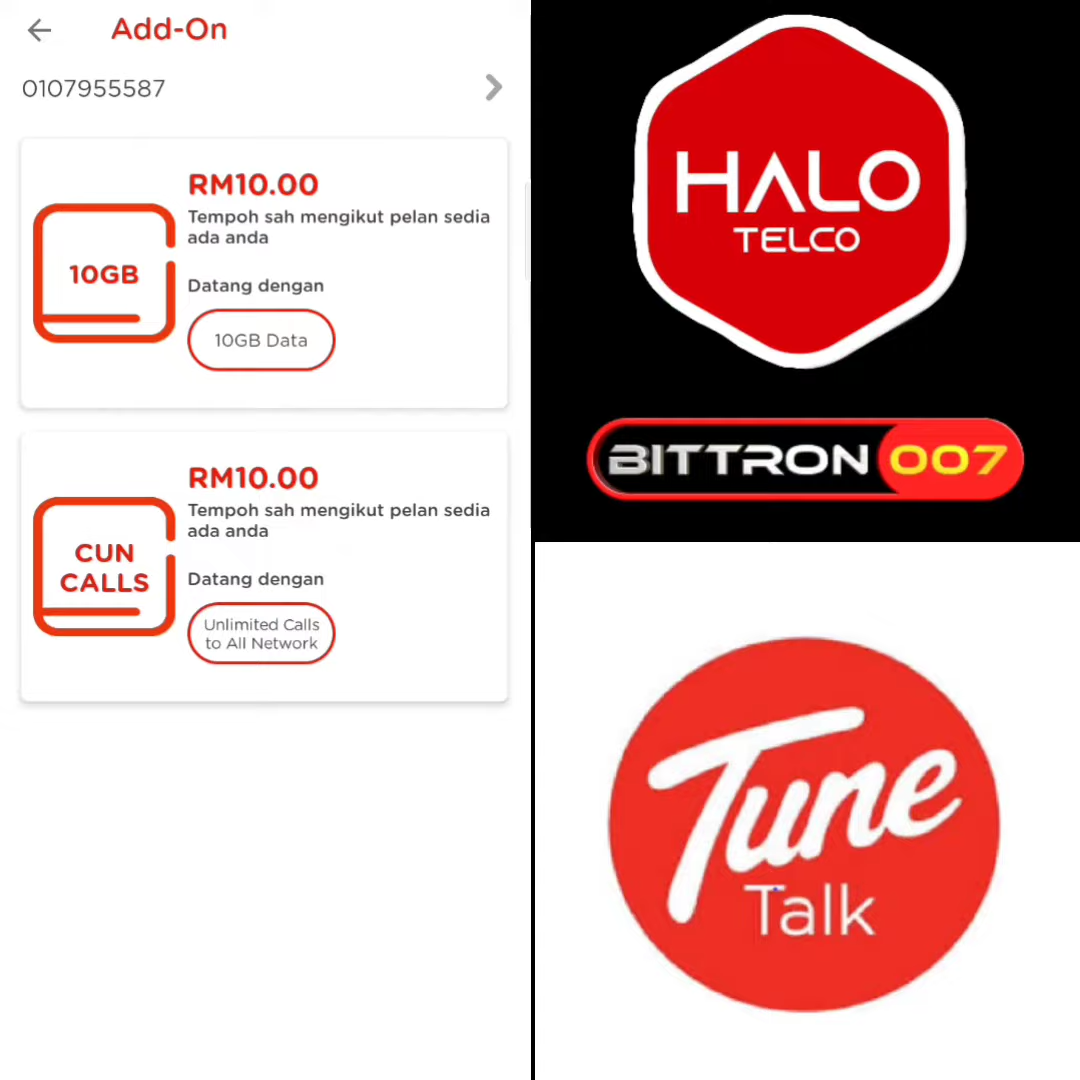 Add-On
0107955587
RM10.00
Tempoh sah mengikut pelan sedia
ada anda
10GB
Datang dengan
10GB Data
RM10.00
Tempoh sah mengikut pelan sedia
ada anda
CUN
CALLS
Datang dengan
Unlimited Calls
to All Network
HALO
TELCO
BITTRON 007
Tune
Talk